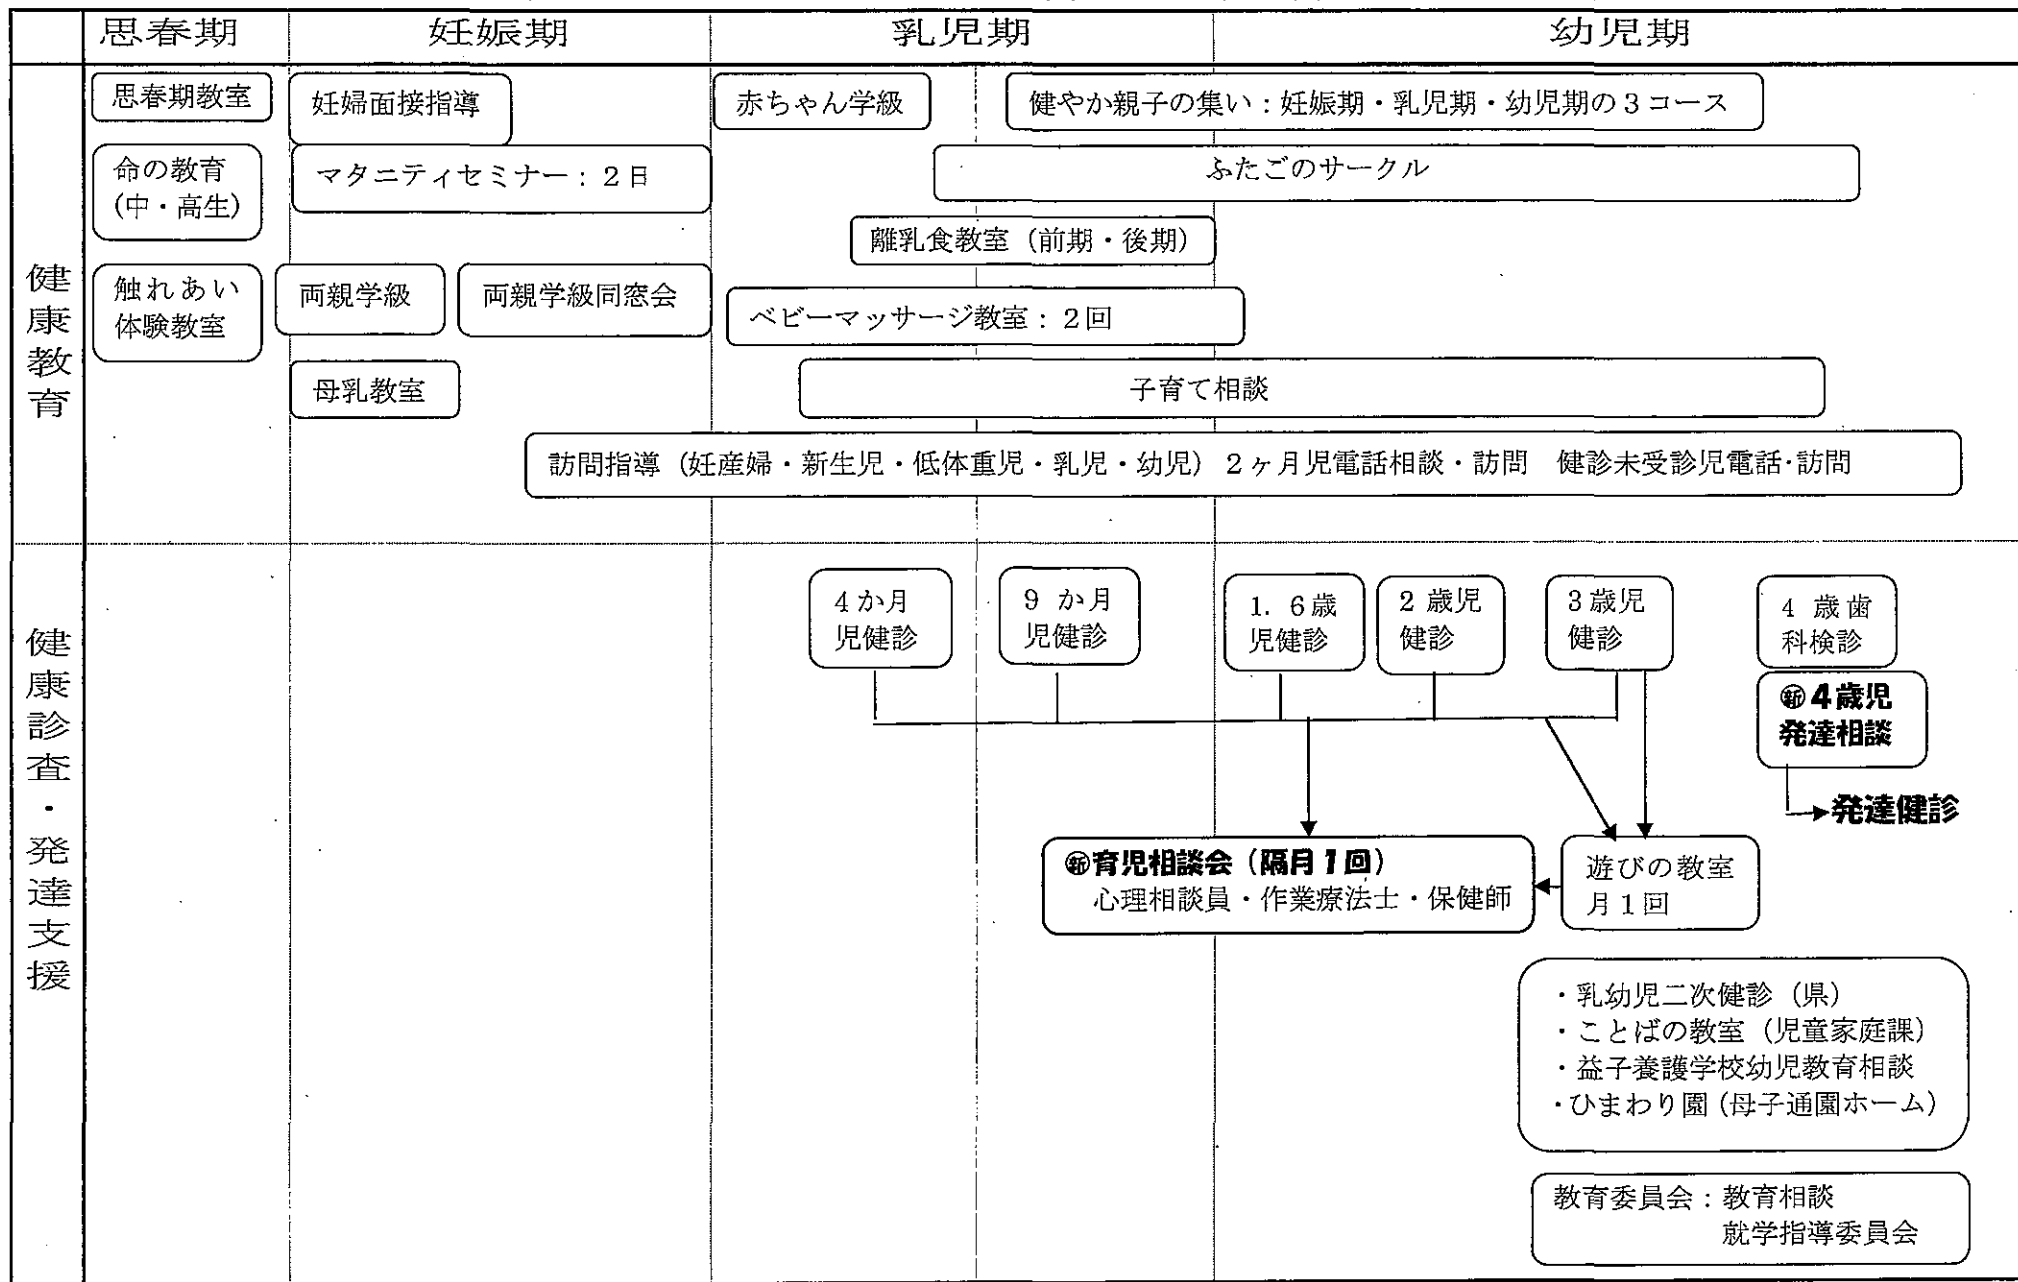 思春期 妊娠期 乳児期 幼児期
健康教育
思春期教室
妊婦面接指導
赤ちゃん学級
健やか親子の集い：妊娠期・乳児期・幼児期の３コース
命の教育
(中・高生)
マタニティセミナー：２日
ふたごのサークル
離乳食教室（前期・後期）
触れあい
体験教室
両親学級
両親学級同窓会
ベビーマッサージ教室：２回
母乳教室
子育て相談
訪問指導（妊産婦・新生児・低体重児・乳児・幼児）２ヶ月児電話相談・訪問　健診未受診児電話・訪問
健康診査・発達支援
４か月
児健診
９か月
児健診
1．6歳
児健診
２歳児
健診
３歳児
健診
４歳歯
科検診
㊟新４歳児
発達相談
発達健診
新育児相談会（隔月１回）
心理相談員・作業療法士・保健師
遊びの教室
月１回
・乳幼児二次健診（県）
・ことばの教室（児童家庭課）
・益子養護学校幼児教育相談
・ひまわり園（母子通園ホーム）
教育委員会：教育相談
就学指導委員会